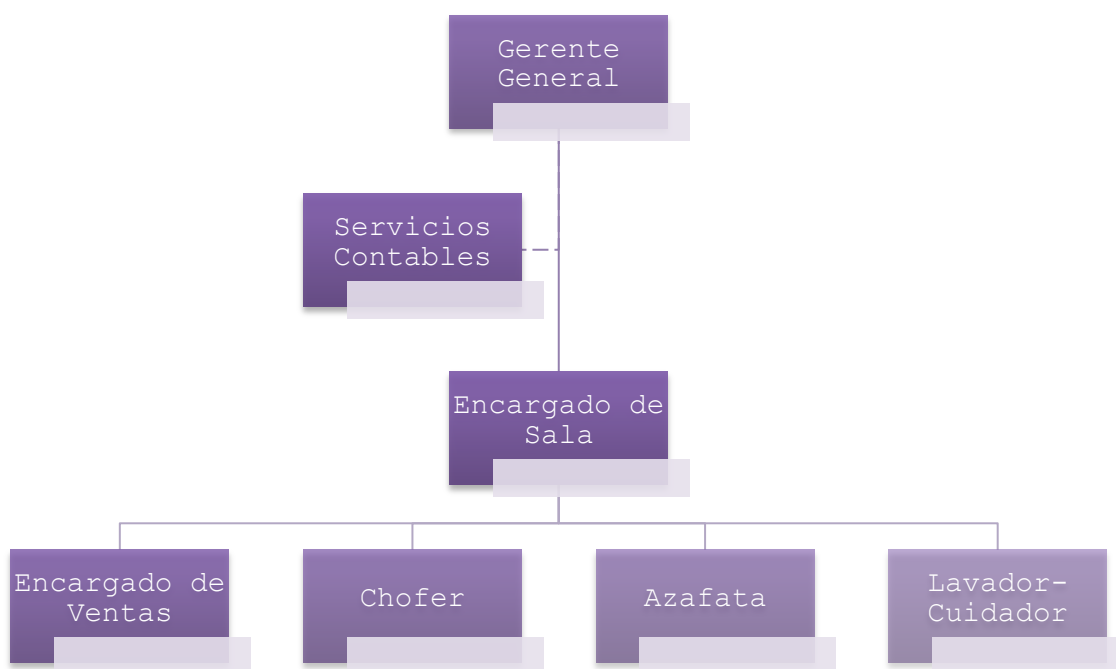 Gerente
General
Servicios
Contables
Encargado de
Sala
Encargado de
Ventas
Chofer
Azafata
Lavador-
Cuidador